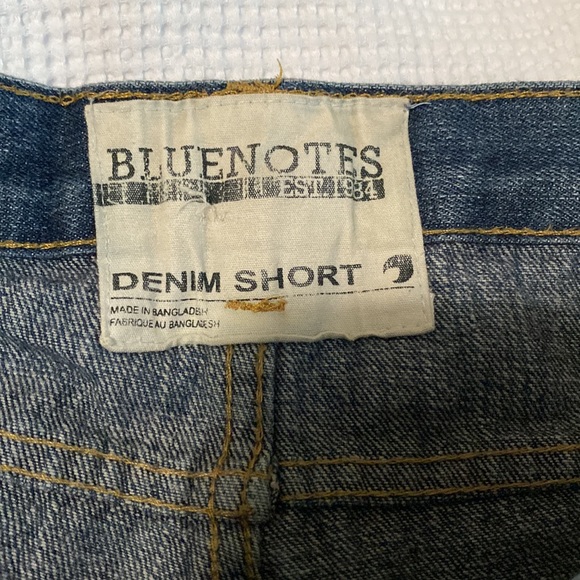 BLUENOTES
EST.1984
DENIM SHORT
MADE IN BANGLADESH
FABRIQUE AU BANGLADESH